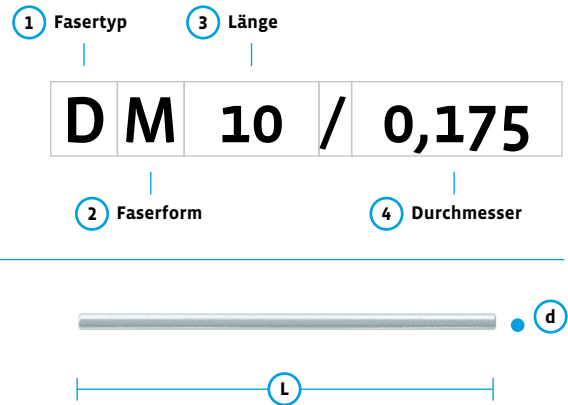 1 Fasertyp 3 Länge
D M 10 / 0,175
2 Faserform 4 Durchmesser
d
L